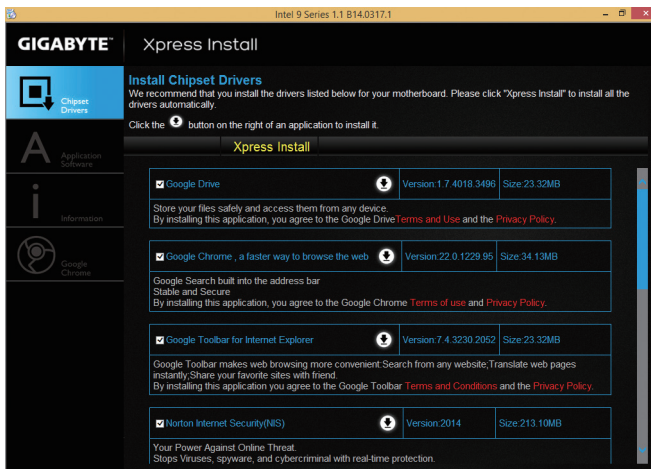 Intel 9 Series 1.1 B14.0317.1
GIGABYTE™
Xpress Install
Chipset
Drivers
Application
Software
Information
Google
Chrome
Install Chipset Drivers
We recommend that you install the drivers listed below for your motherboard. Please click "Xpress Install" to install all the
drivers automatically.
Click the button on the right of an application to install it.
Xpress Install
Google Drive Version:1.7.4018.3496 Size:23.32MB
Store your files safely and access them from any device.
By installing this application, you agree to the Google DriveTerms and Use and the Privacy Policy.
Google Chrome , a faster way to browse the web Version:22.0.1229.95 Size:34.13MB
Google Search built into the address bar
Stable and Secure
By installing this application, you agree to the Google Chrome Terms of use and Privacy Policy.
Google Toolbar for Internet Explorer Version:7.4.3230.2052 Size:23.32MB
Google Toolbar makes web browsing more convenient:Search from any website;Translate web pages
instantly;Share your favorite sites with friend.
By installing this application you agree to the Google Toolbar Terms and Conditions and the Privacy Policy.
Norton Internet Security(NIS) Version:2014 Size:213.10MB
Your Power Against Online Threat.
Stops Viruses, spyware, and cybercriminal with real-time protection.